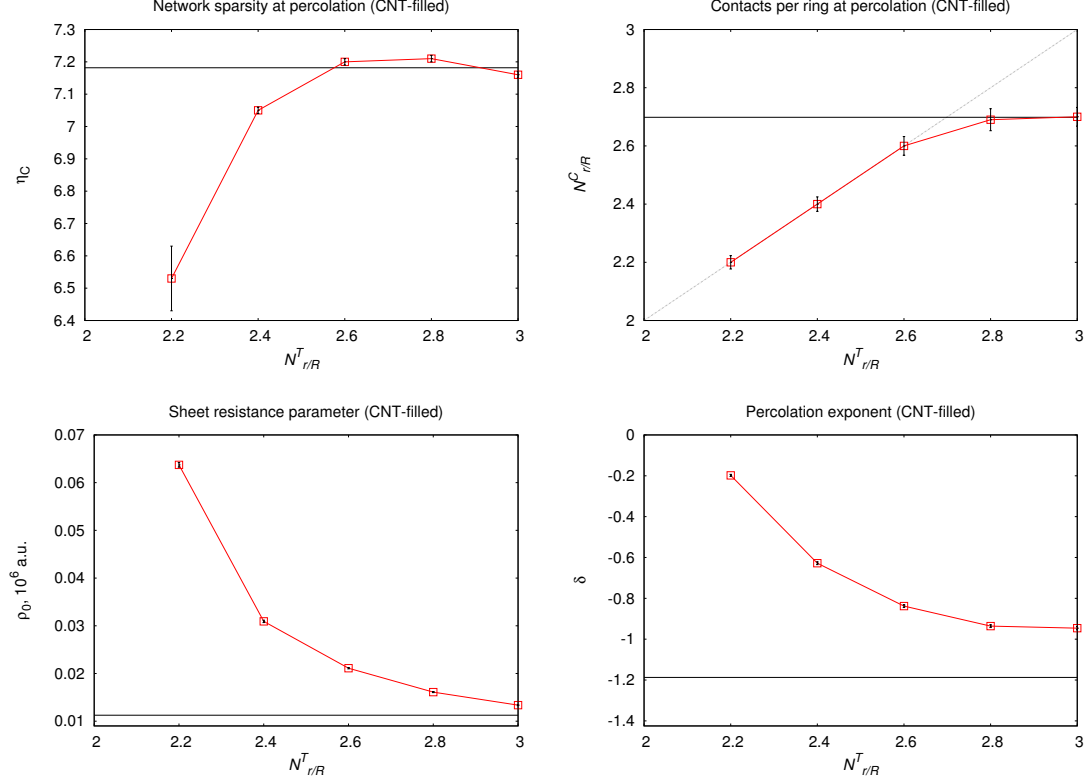 Network sparsity at percolation (CNT-filled)
7.3
7.2
7.1
7
6.9
6.8
6.7
6.6
6.5
6.4
η_C
2 2.2 2.4 2.6 2.8 3
N^T_{r/R}
Contacts per ring at percolation (CNT-filled)
3
2.8
2.6
2.4
2.2
2
N^C_{r/R}
2 2.2 2.4 2.6 2.8 3
N^T_{r/R}
Sheet resistance parameter (CNT-filled)
0.07
0.06
0.05
0.04
0.03
0.02
0.01
ρ_0, 10^6 a.u.
2 2.2 2.4 2.6 2.8 3
N^T_{r/R}
Percolation exponent (CNT-filled)
0
-0.2
-0.4
-0.6
-0.8
-1
-1.2
-1.4
δ
2 2.2 2.4 2.6 2.8 3
N^T_{r/R}